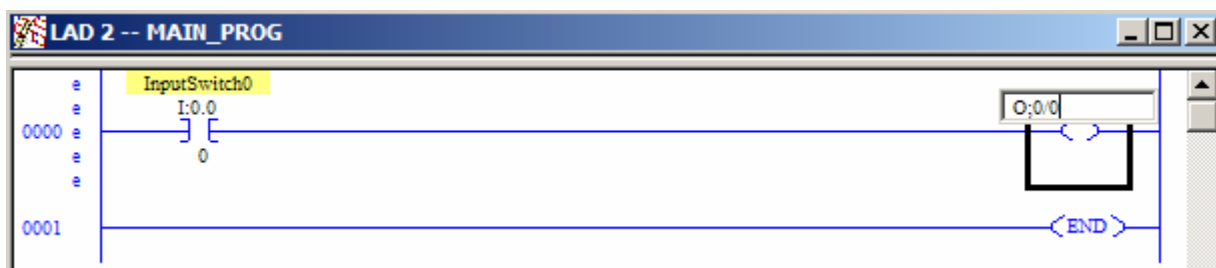 LAD 2 -- MAIN_PROG
e
InputSwitch0
e
I:0.0
O;0/0
0000 e
e
0
e
0001
END